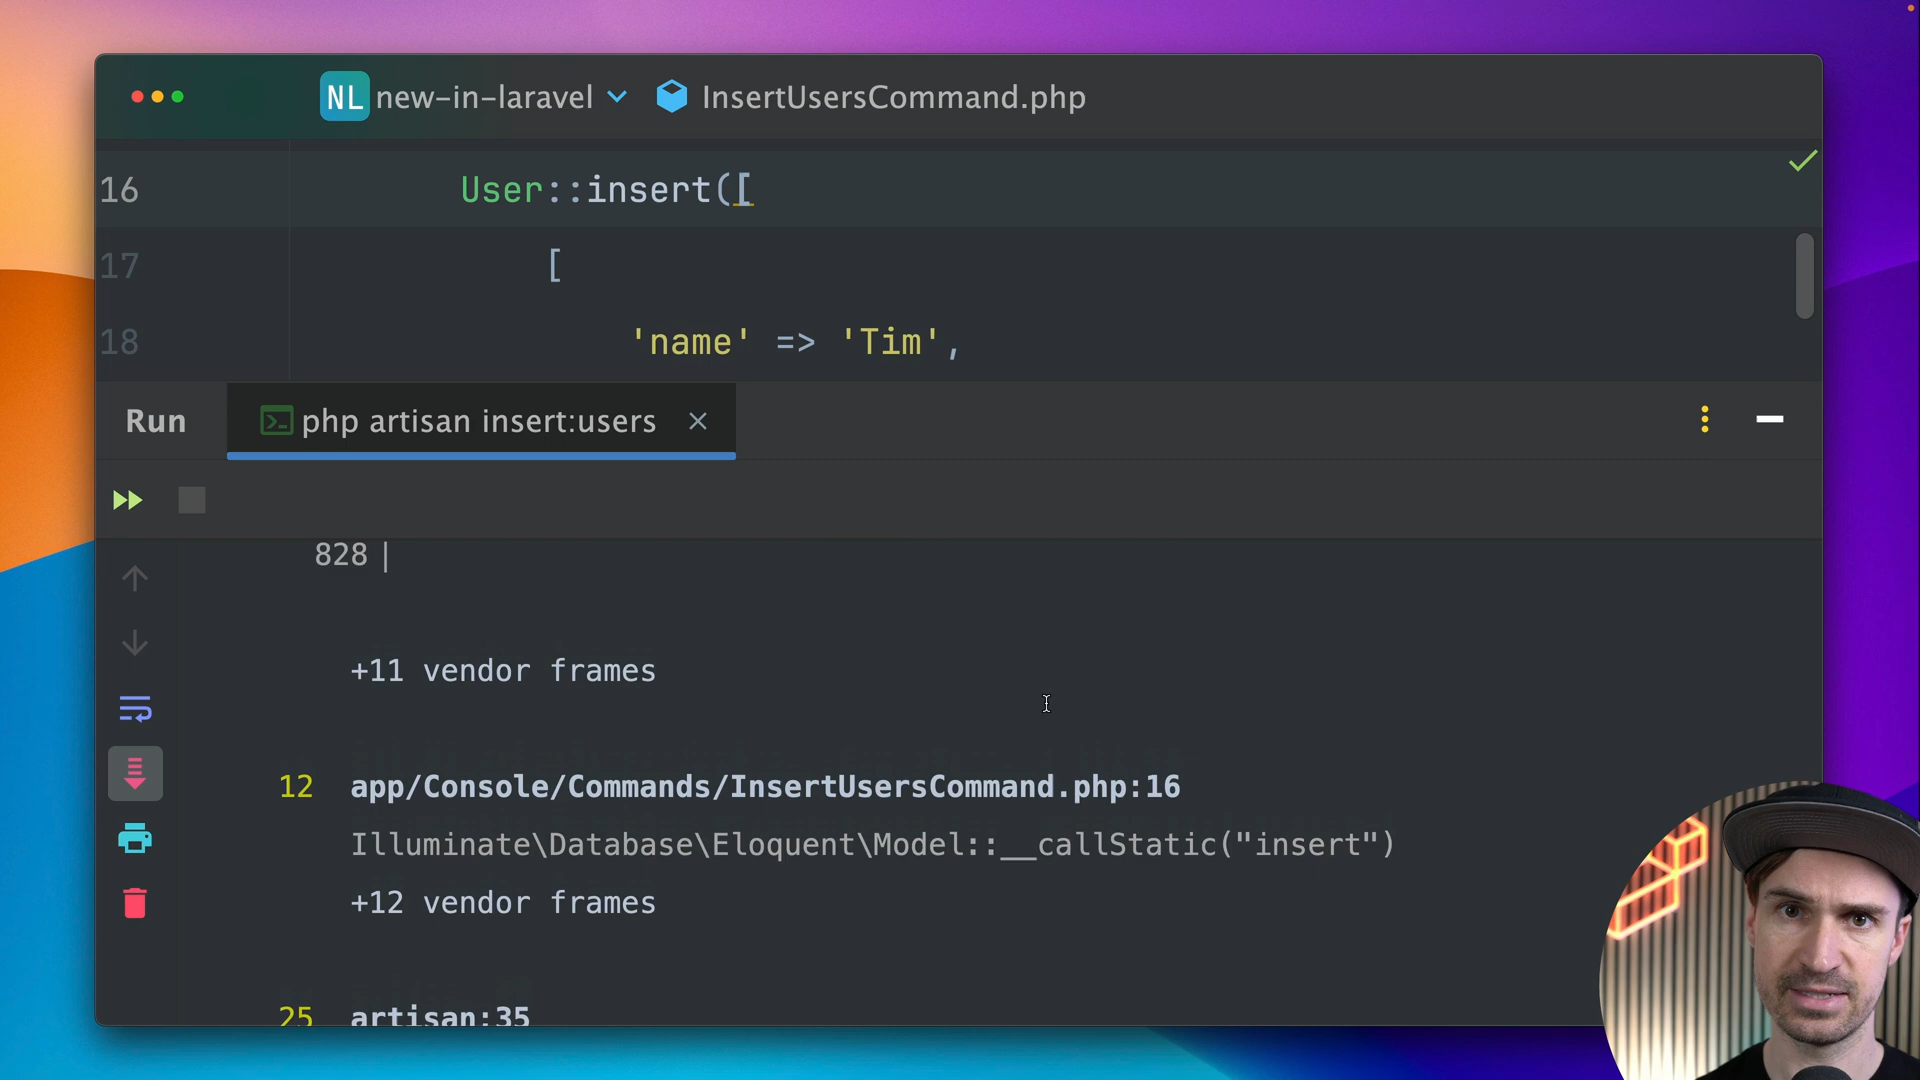 NL new-in-laravel InsertUsersCommand.php
16 User::insert([
17 [
18 'name' => 'Tim',
Run php artisan insert:users
828 |
+11 vendor frames
12 app/Console/Commands/InsertUsersCommand.php:16
Illuminate\Database\Eloquent\Model::__callStatic("insert")
+12 vendor frames
25 artisan:35